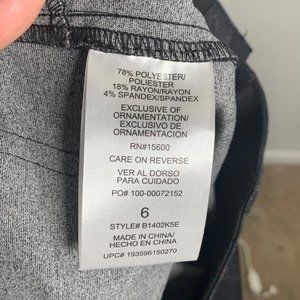 78% POLYESTER/
POLIESTER
18% RAYON/RAYON
4% SPANDEX/SPANDEX
EXCLUSIVE OF
ORNAMENTATION/
EXCLUSIVO DE
ORNAMENTACION
RN#15600
CARE ON REVERSE
VER AL DORSO
PARA CUIDADO
PO# 100-00072152
6
STYLE# B1402K5E
MADE IN CHINA/
HECHO EN CHINA
UPC# 193596150270